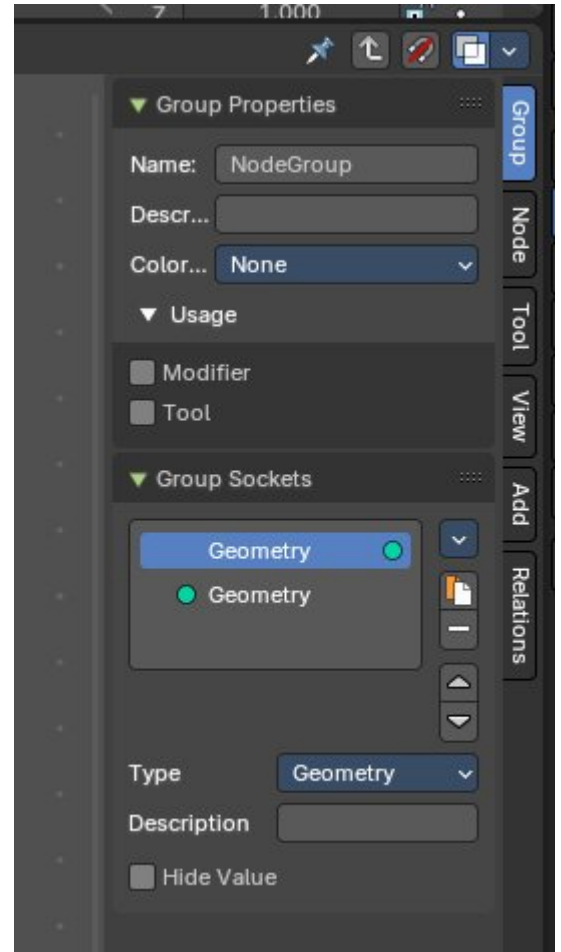 Z 1.000
Group Properties
Name: NodeGroup
Descr...
Color... None
Usage
Modifier
Tool
Group Sockets
Geometry
Geometry
Type Geometry
Description
Hide Value
Group
Node
Tool
View
Add
Relations